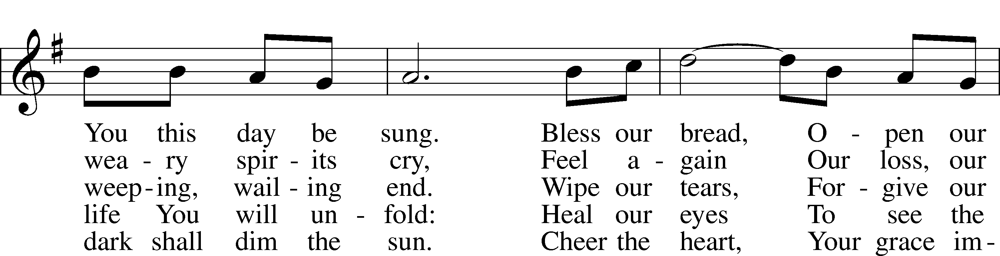 You this day be sung. Bless our bread, O - pen our
wea - ry spir - its cry, Feel a - gain Our loss, our
weep - ing, wail - ing end. Wipe our tears, For - give our
life You will un - fold: Heal our eyes To see the
dark shall dim the sun. Cheer the heart, Your grace im -